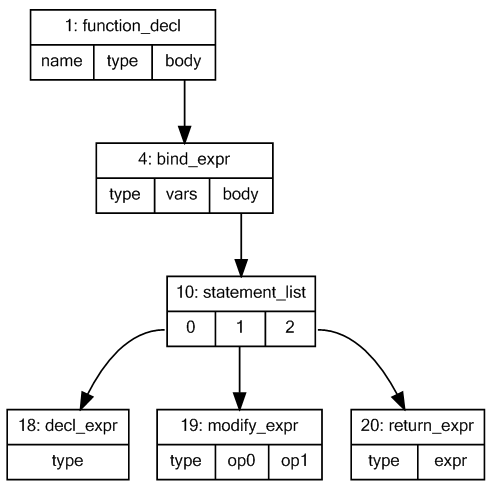 1: function_decl
name type body
4: bind_expr
type vars body
10: statement_list
0 1 2
18: decl_expr
type
19: modify_expr
type op0 op1
20: return_expr
type expr